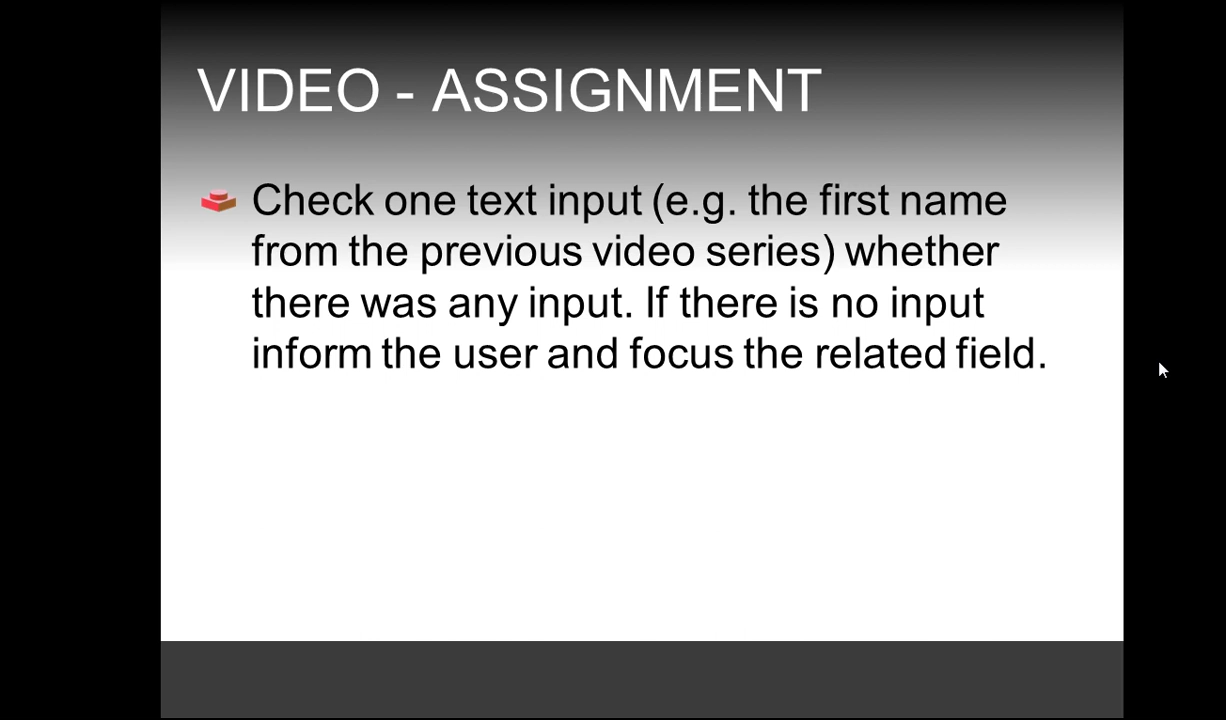 VIDEO - ASSIGNMENT
Check one text input (e.g. the first name
from the previous video series) whether
there was any input. If there is no input
inform the user and focus the related field.